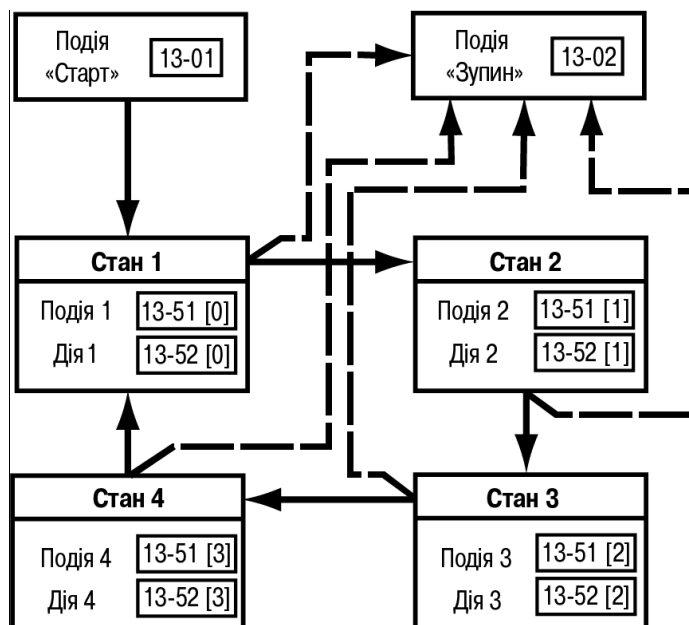 Подія
«Старт»
13-01
Подія
«Зупин»
13-02
Стан 1
Подія 1 13-51 [0]
Дія 1 13-52 [0]
Стан 2
Подія 2 13-51 [1]
Дія 2 13-52 [1]
Стан 4
Подія 4 13-51 [3]
Дія 4 13-52 [3]
Стан 3
Подія 3 13-51 [2]
Дія 3 13-52 [2]